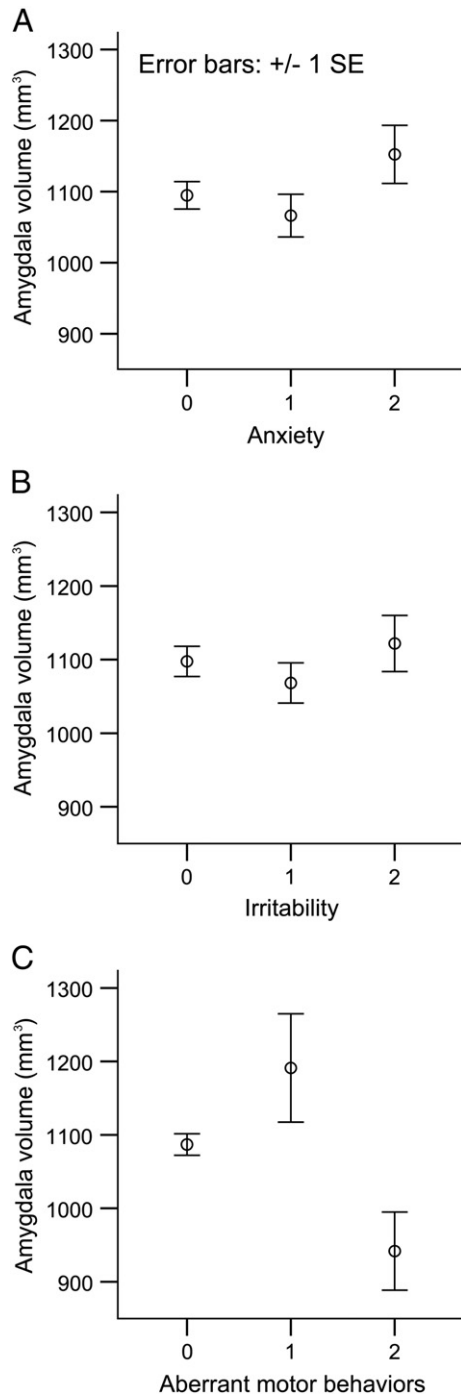 A
Error bars: +/- 1 SE
Amygdala volume (mm³)
1300
1200
1100
1000
900
0 1 2
Anxiety
B
Amygdala volume (mm³)
1300
1200
1100
1000
900
0 1 2
Irritability
C
Amygdala volume (mm³)
1300
1200
1100
1000
900
0 1 2
Aberrant motor behaviors